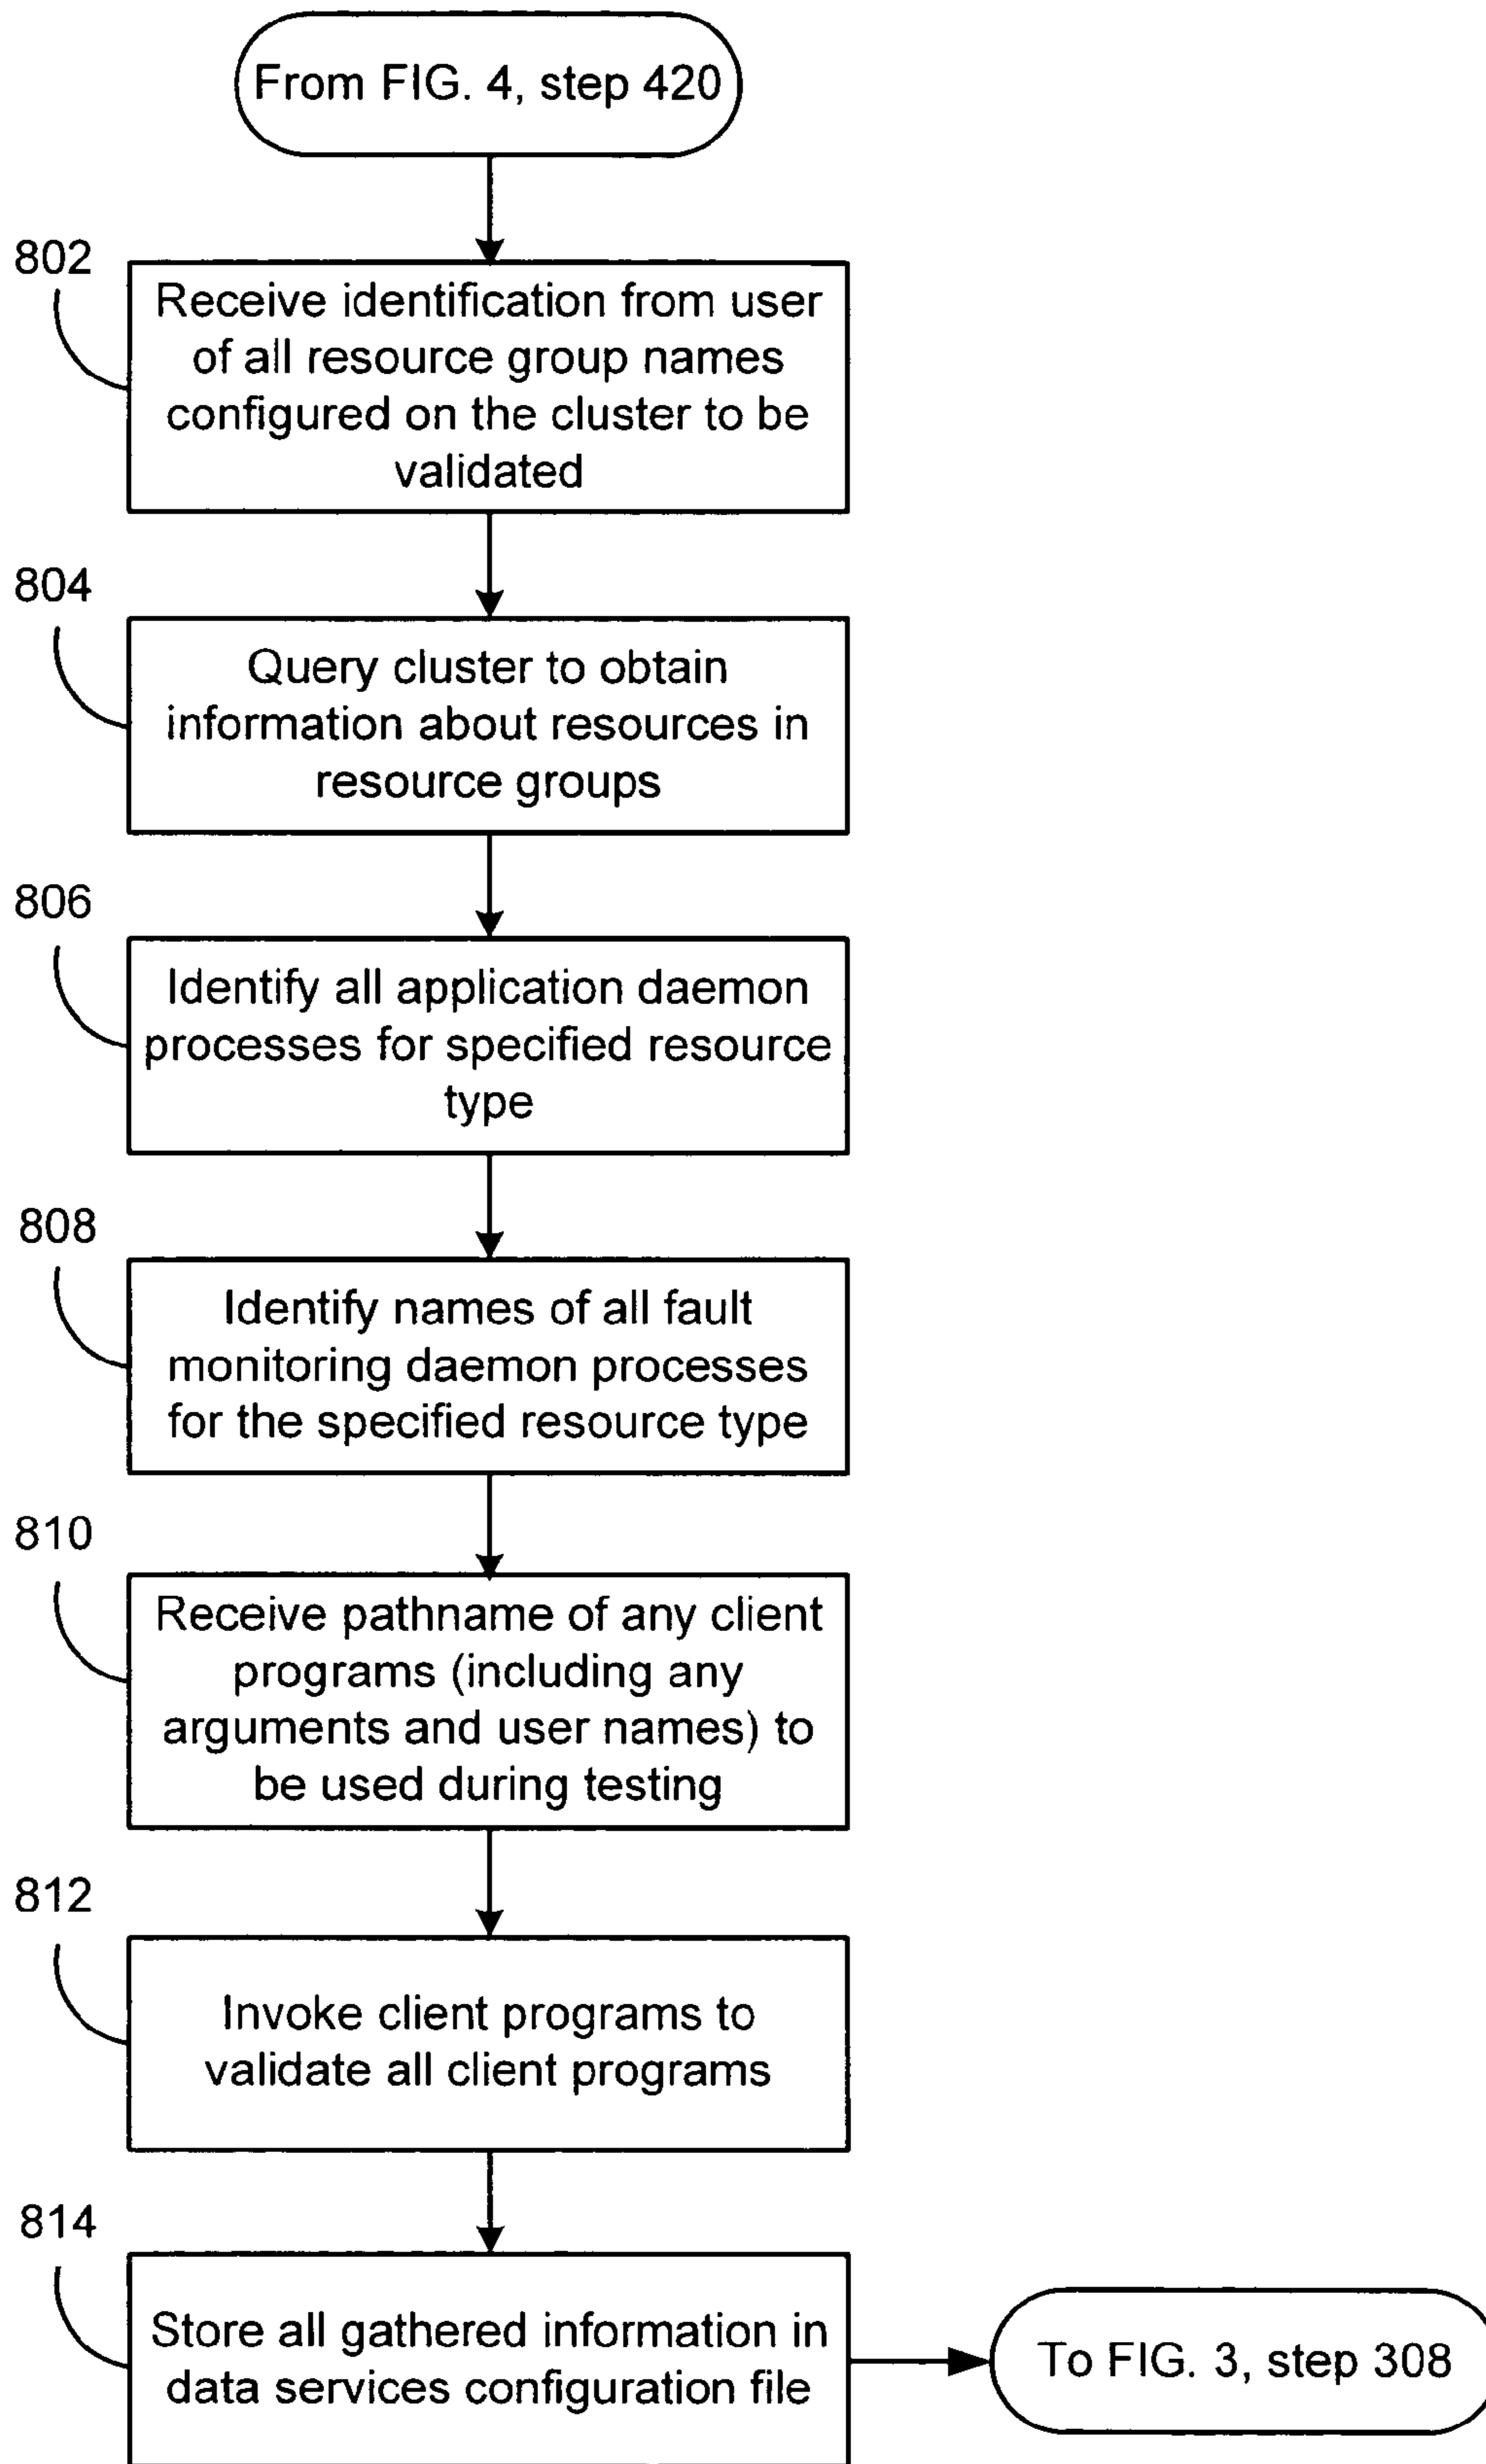 From FIG. 4, step 420
802
Receive identification from user
of all resource group names
configured on the cluster to be
validated
804
Query cluster to obtain
information about resources in
resource groups
806
Identify all application daemon
processes for specified resource
type
808
Identify names of all fault
monitoring daemon processes
for the specified resource type
810
Receive pathname of any client
programs (including any
arguments and user names) to
be used during testing
812
Invoke client programs to
validate all client programs
814
Store all gathered information in
data services configuration file
To FIG. 3, step 308